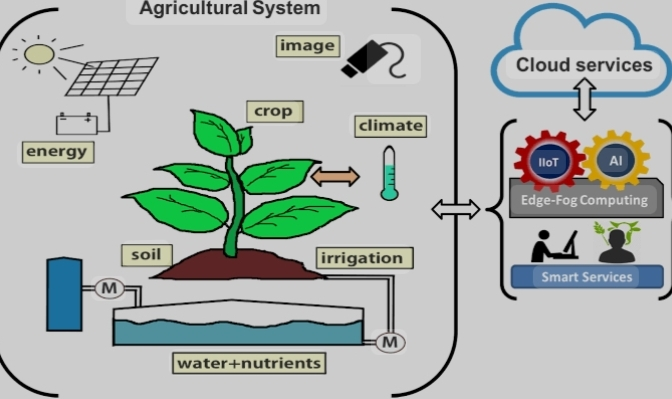 Agricultural System
image
crop
climate
energy
soil
irrigation
M
M
water+nutrients
Cloud services
IIoT
AI
Edge-Fog Computing
Smart Services